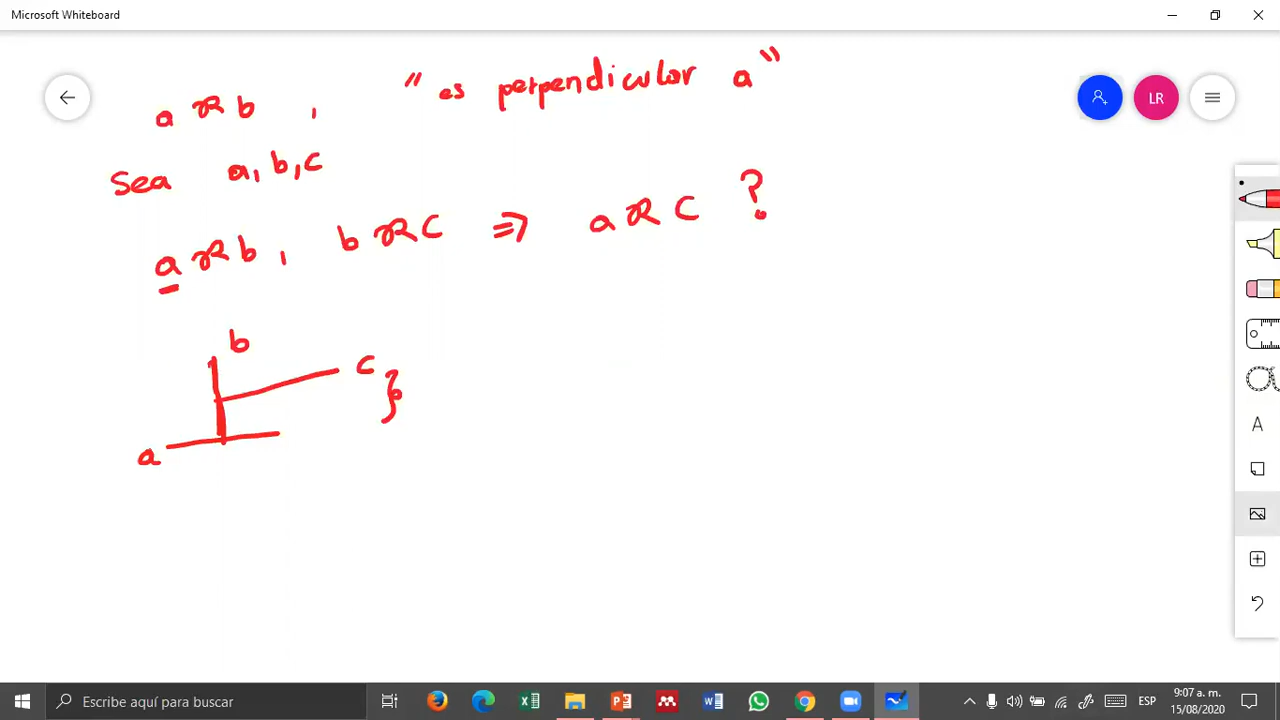 Microsoft Whiteboard
a R b , " es perpendicular a "
LR
Sea a, b, c
a R b , b R C ⇒ a R C ?
b
c
a
A
Escribe aquí para buscar
ESP
9:07 a. m.
15/08/2020